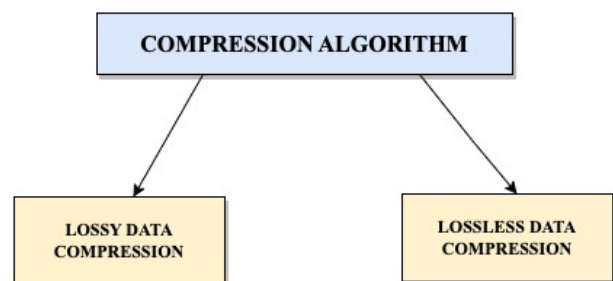 COMPRESSION ALGORITHM
LOSSY DATA
COMPRESSION
LOSSLESS DATA
COMPRESSION